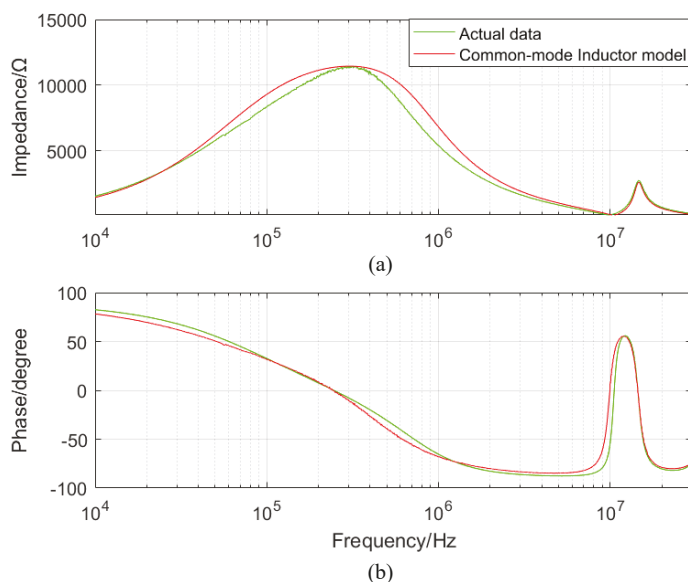 15000
10000
5000
Impedance/Ω
Actual data
Common-mode Inductor model
10^4
10^5
10^6
10^7
(a)
100
50
0
-50
-100
Phase/degree
10^4
10^5
10^6
10^7
Frequency/Hz
(b)